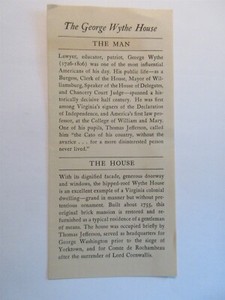 The George Wythe House
THE MAN
Lawyer, educator, patriot, George Wythe
(1726-1806) was one of the most influential
Americans of his day. His public life—as a
Burgess, Clerk of the House, Mayor of Wil-
liamsburg, Speaker of the House of Delegates,
and Chancery Court Judge—spanned a his-
torically decisive half century. He was first
among Virginia's signers of the Declaration
of Independence, and America's first law pro-
fessor, at the College of William and Mary.
One of his pupils, Thomas Jefferson, called
him "the Cato of his country, without the
avarice . . . for a more disinterested person
never lived."
THE HOUSE
With its dignified facade, generous doorway
and windows, the hipped-roof Wythe House
is an excellent example of a Virginia colonial
dwelling—grand in manner but without pre-
tentious ornament. Built about 1755, this
original brick mansion is restored and re-
furnished as a typical residence of a gentleman
of means. The house was occupied briefly by
Thomas Jefferson, served as headquarters for
George Washington prior to the siege of
Yorktown, and for Comte de Rochambeau
after the surrender of Lord Cornwallis.